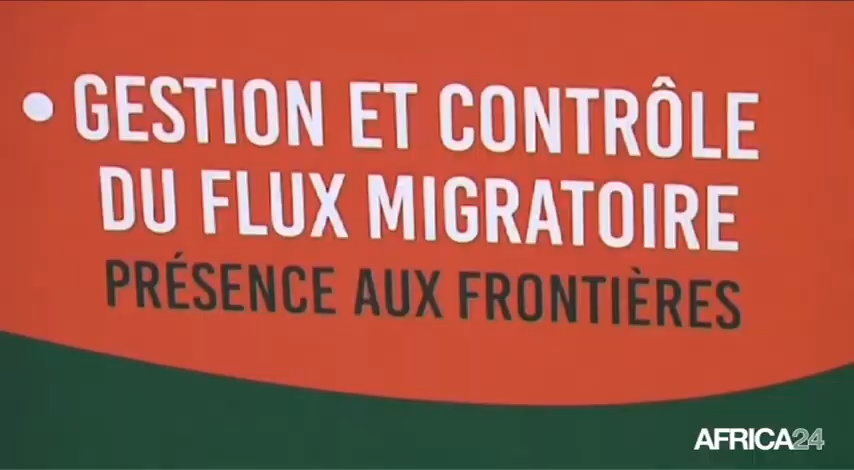 • GESTION ET CONTRÔLE
DU FLUX MIGRATOIRE
PRÉSENCE AUX FRONTIÈRES
AFRICA24